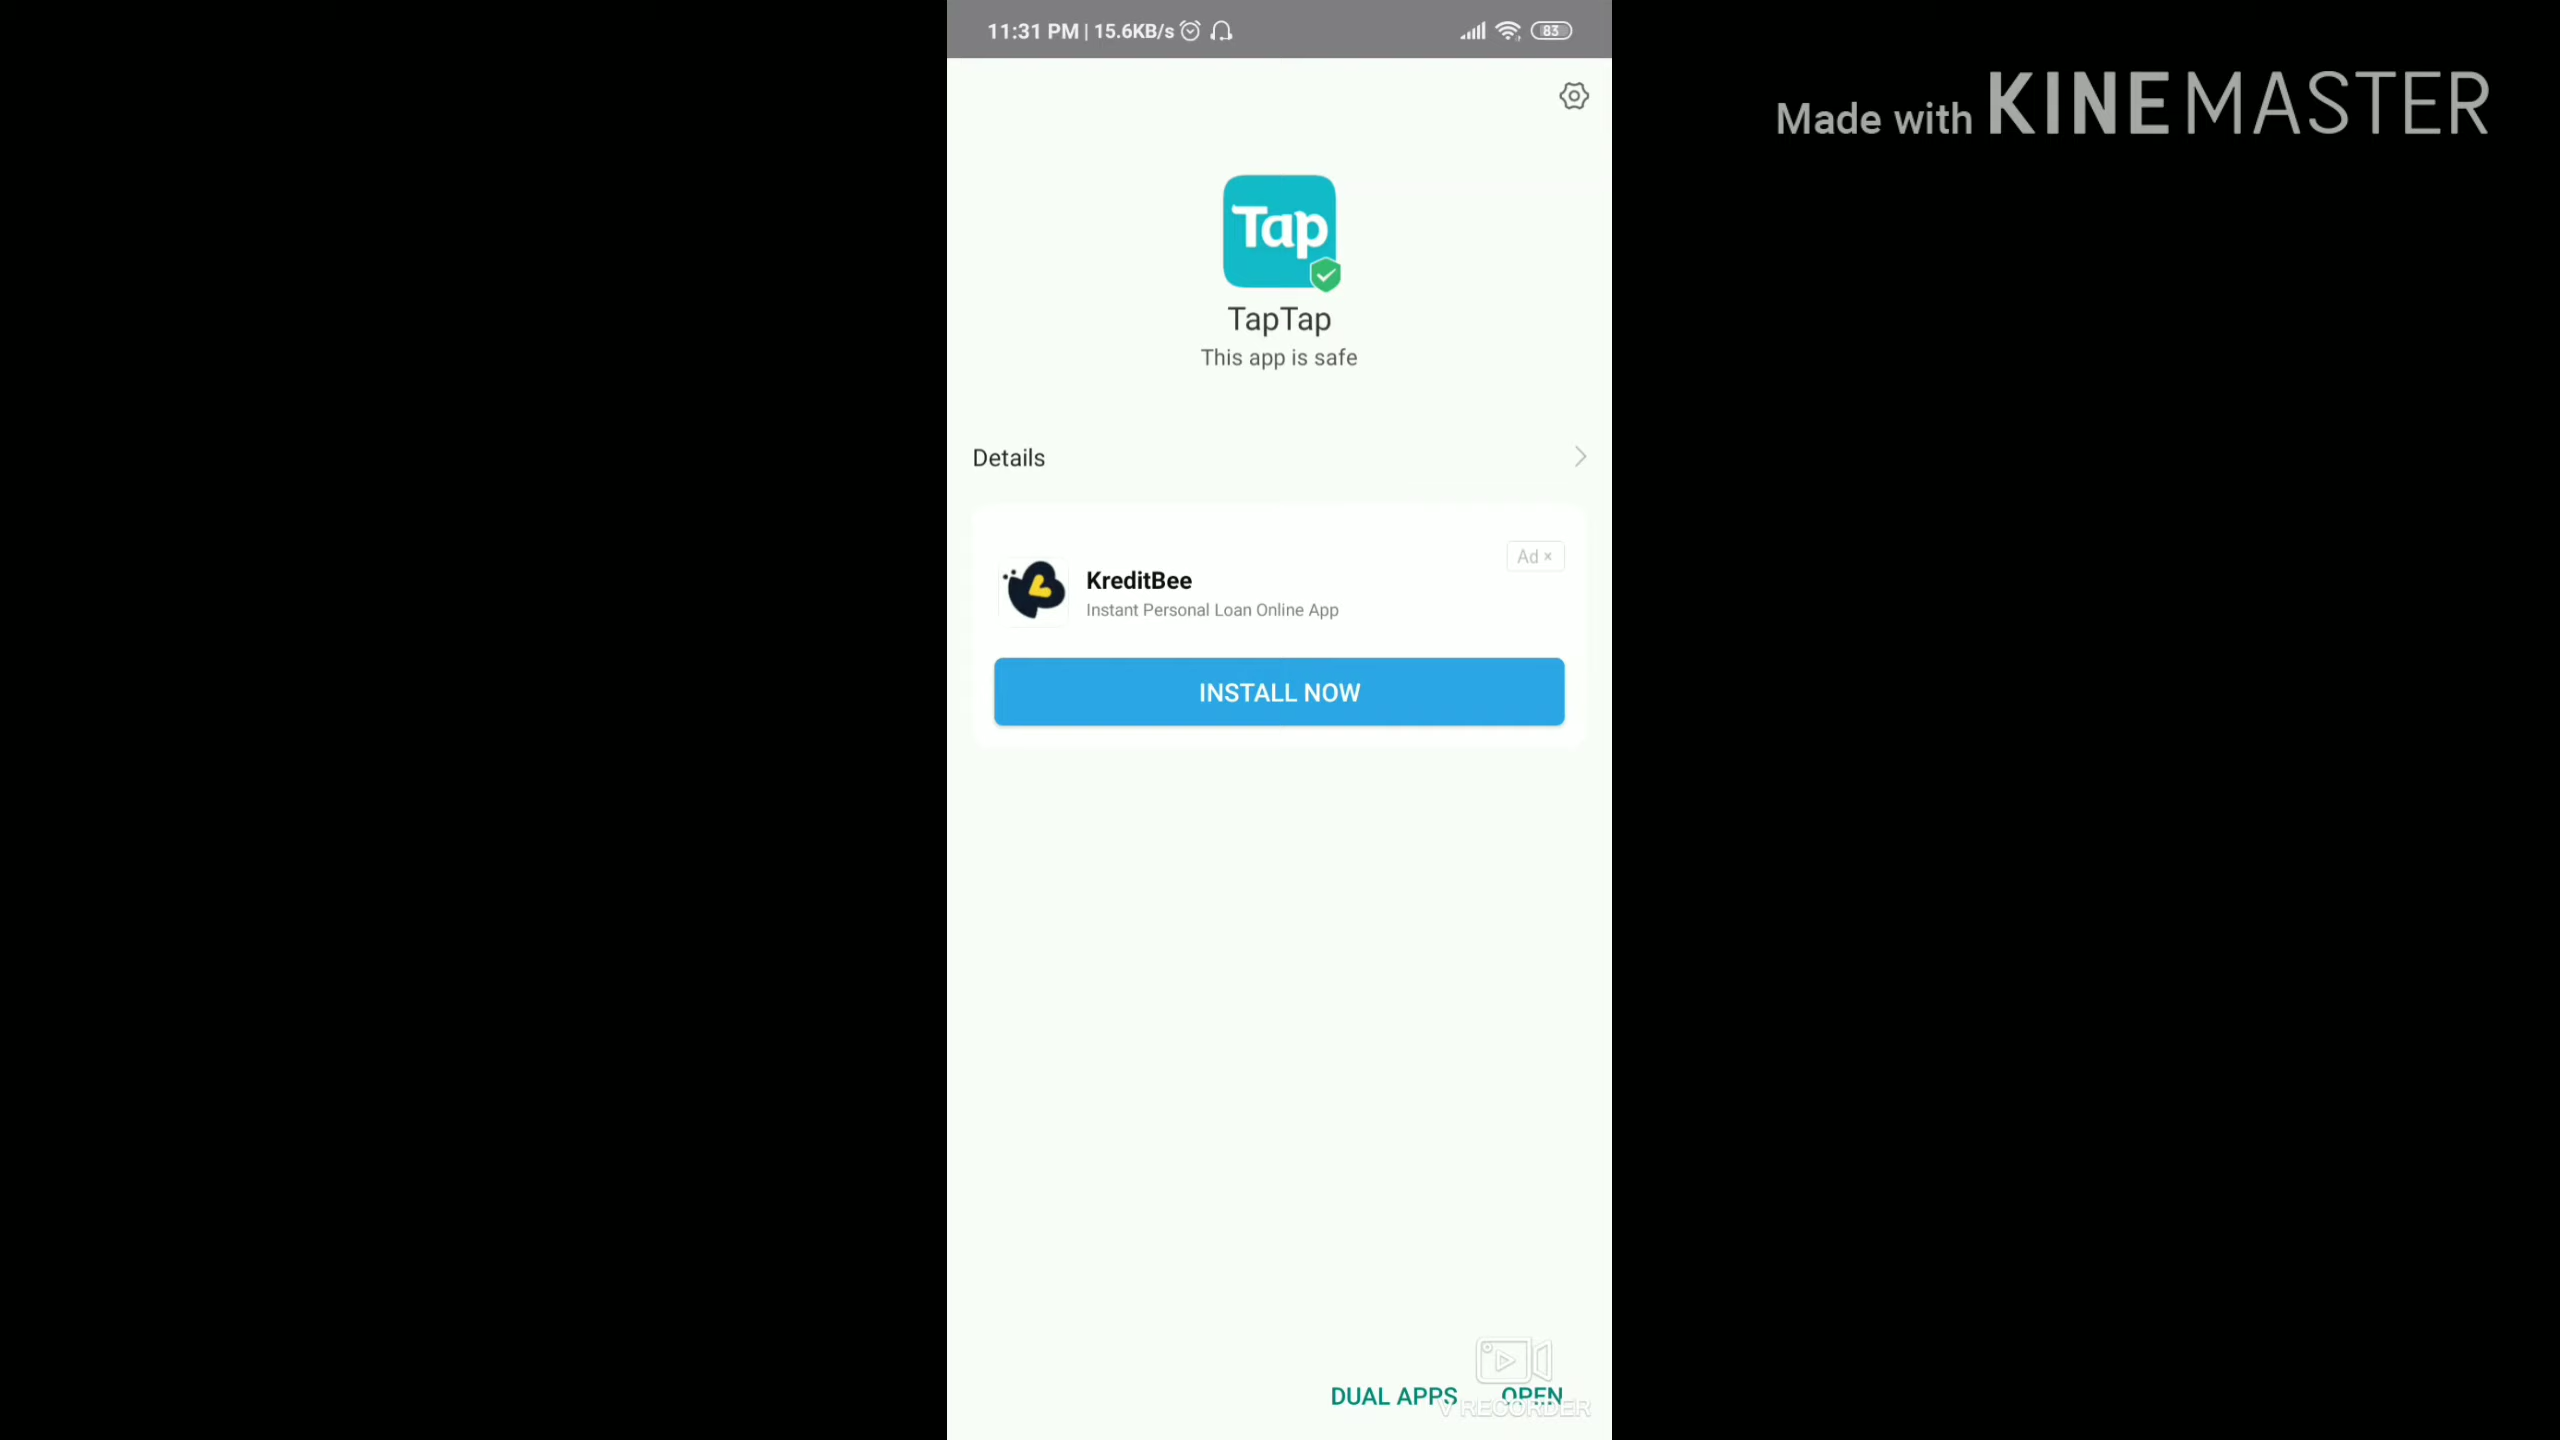 11:31 PM | 15.6KB/s
83
Made with KINEMASTER
Tap
TapTap
This app is safe
Details
Ad ×
KreditBee
Instant Personal Loan Online App
INSTALL NOW
DUAL APPS OPEN
V RECORDER